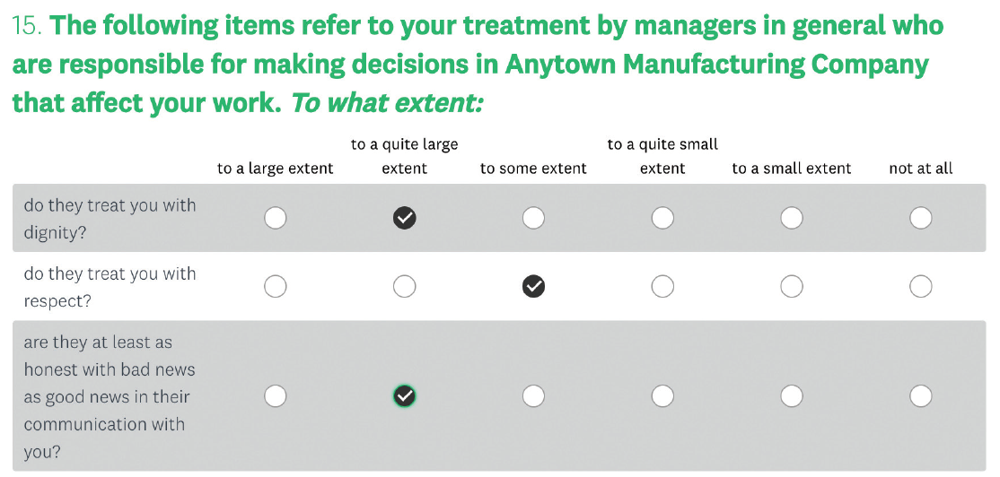 15. The following items refer to your treatment by managers in general who
are responsible for making decisions in Anytown Manufacturing Company
that affect your work. To what extent:
to a large extent
to a quite large
extent
to some extent
to a quite small
extent
to a small extent
not at all
do they treat you with
dignity?
do they treat you with
respect?
are they at least as
honest with bad news
as good news in their
communication with
you?